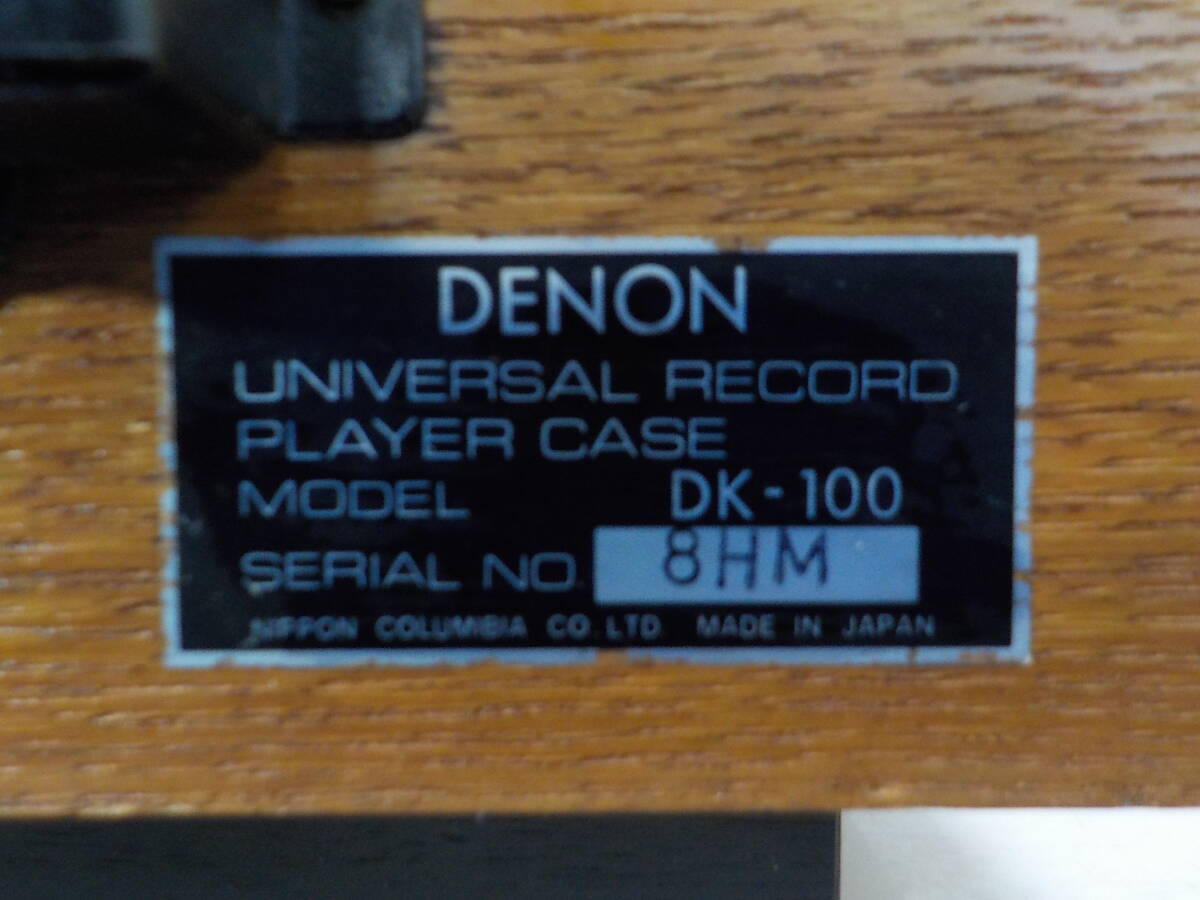 DENON
UNIVERSAL RECORD
PLAYER CASE
MODEL DK-100
SERIAL NO. 8HM
NIPPON COLUMBIA CO. LTD. MADE IN JAPAN